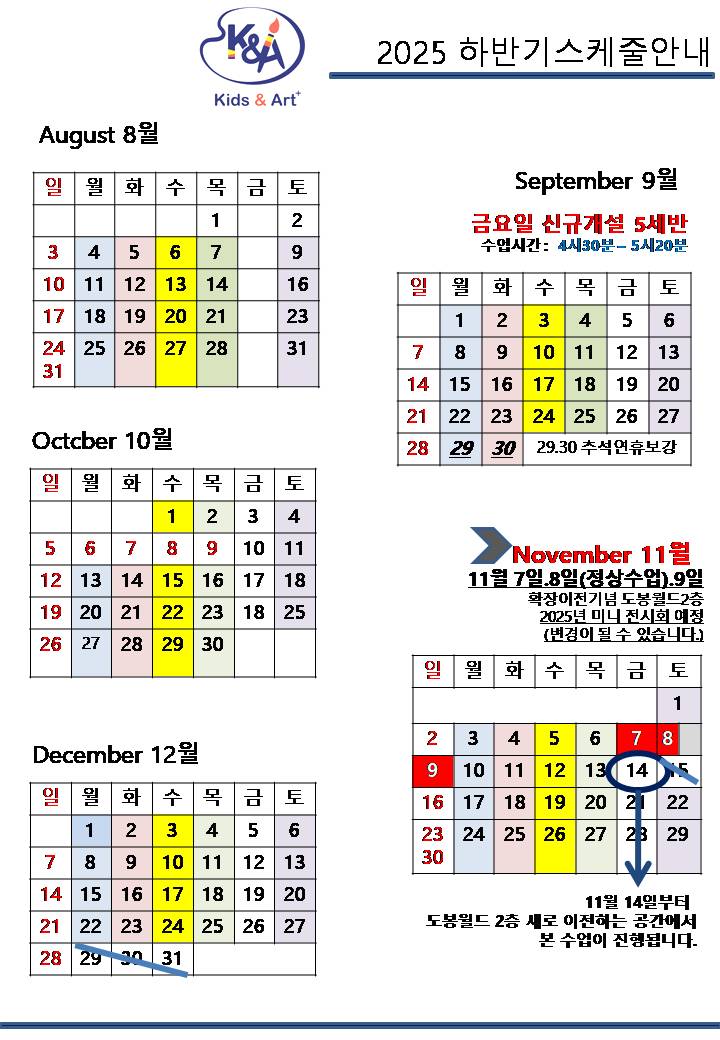 K&A
Kids & Art+
2025 하반기스케줄안내
August 8월
일 월 화 수 목 금 토
1 2
3 4 5 6 7 9
10 11 12 13 14 16
17 18 19 20 21 23
24 25 26 27 28 31
31
September 9월
금요일 신규개설 5세반
수업시간 : 4시30분 – 5시20분
일 월 화 수 목 금 토
1 2 3 4 5 6
7 8 9 10 11 12 13
14 15 16 17 18 19 20
21 22 23 24 25 26 27
28 29 30 29.30 추석연휴보강
Octcber 10월
일 월 화 수 목 금 토
1 2 3 4
5 6 7 8 9 10 11
12 13 14 15 16 17 18
19 20 21 22 23 18 25
26 27 28 29 30
November 11월
11월 7일.8일(정상수업).9일
확장이전기념 도봉월드2층
2025년 미니 전시회 예정
(변경이 될 수 있습니다.)
일 월 화 수 목 금 토
1
2 3 4 5 6 7 8
9 10 11 12 13 14 15
16 17 18 19 20 21 22
23 24 25 26 27 28 29
30
11월 14일부터
도봉월드 2층 새로 이전하는 공간에서
본 수업이 진행됩니다.
December 12월
일 월 화 수 목 금 토
1 2 3 4 5 6
7 8 9 10 11 12 13
14 15 16 17 18 19 20
21 22 23 24 25 26 27
28 29 30 31